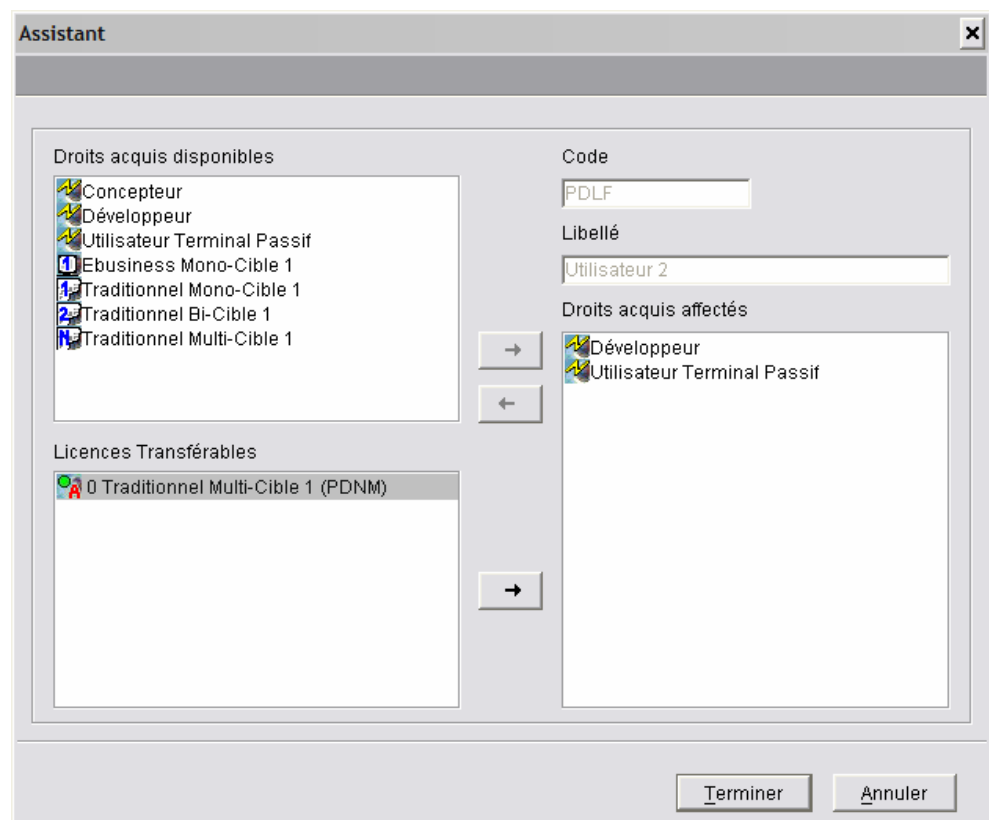 Assistant
Droits acquis disponibles
Concepteur
Développeur
Utilisateur Terminal Passif
Ebusiness Mono-Cible 1
Traditionnel Mono-Cible 1
Traditionnel Bi-Cible 1
Traditionnel Multi-Cible 1
Licences Transférables
0 Traditionnel Multi-Cible 1 (PDNM)
Code
PDLF
Libellé
Utilisateur 2
Droits acquis affectés
Développeur
Utilisateur Terminal Passif
Terminer
Annuler